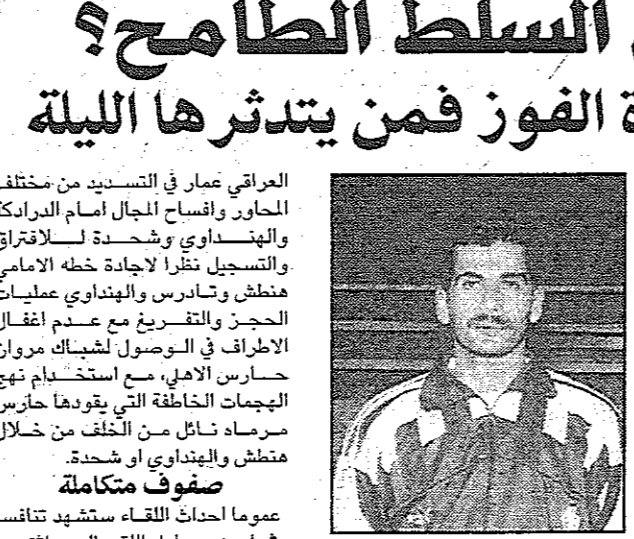 السلط الطامح؟
ة الفوز فمن يتدثرها الليلة
العراقي عمار في التسديد من مختلف
المحاور وافساح المجال امام الدرادكة
والهنداوي وشحدة للاقتراق
والتسجيل نظرا لاجادة خطه الامامي
هنطش وتادرس والهنداوي عمليات
الحجز والتفريغ مع عدم اغفال
الاطراف في الوصول لشباك مروان
حارس الاهلي، مع استخدام نهج
الهجمات الخاطفة التي يقودها حارس
مرماه نائل من الخلف من خلال
هنطش والهنداوي او شحدة.
صفوف متكاملة
عموما احداث اللقاء ستشهد تنافس